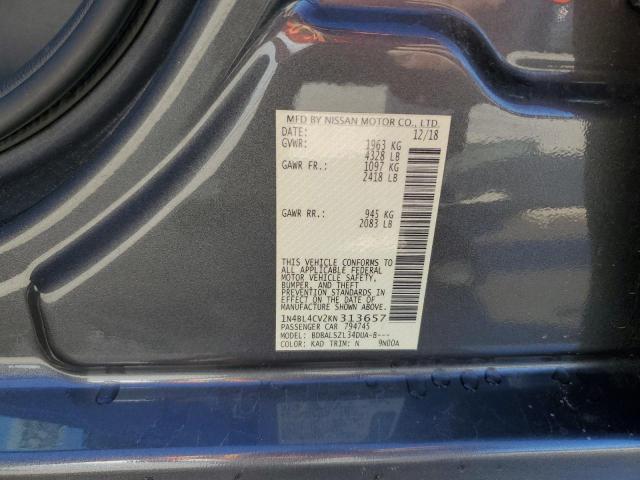 MFD BY NISSAN MOTOR CO., LTD.
DATE: 12/18
GVWR: 1963 KG
4328 LB
GAWR FR.: 1097 KG
2418 LB
GAWR RR.: 945 KG
2083 LB
THIS VEHICLE CONFORMS TO
ALL APPLICABLE FEDERAL
MOTOR VEHICLE SAFETY,
BUMPER, AND THEFT
PREVENTION STANDARDS IN
EFFECT ON THE DATE OF
MANUFACTURE SHOWN ABOVE.
1N4BL4CV2KN313657
PASSENGER CAR 794745
MODEL: BDBALSZL34DUA-B---
COLOR: KAD TRIM: N 9N00A